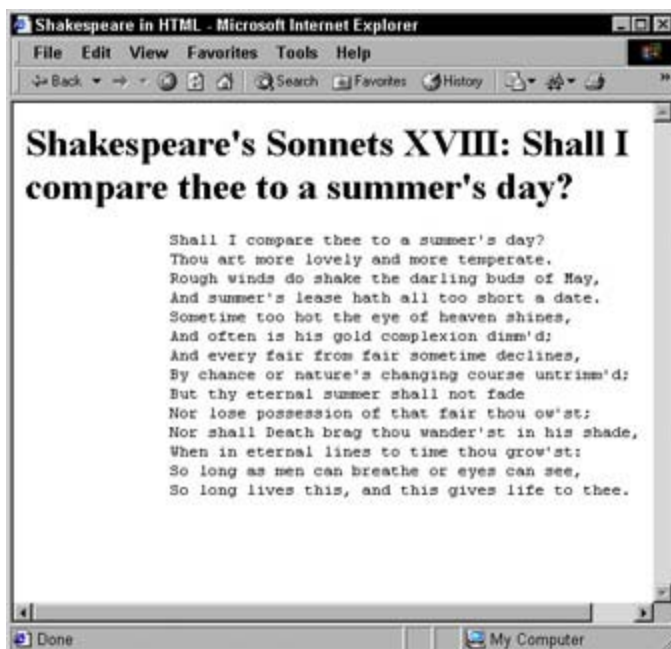 Shakespeare in HTML - Microsoft Internet Explorer
File Edit View Favorites Tools Help
Back Search Favorites History
Shakespeare's Sonnets XVIII: Shall I
compare thee to a summer's day?
Shall I compare thee to a summer's day?
Thou art more lovely and more temperate.
Rough winds do shake the darling buds of May,
And summer's lease hath all too short a date.
Sometime too hot the eye of heaven shines,
And often is his gold complexion dimm'd;
And every fair from fair sometime declines,
By chance or nature's changing course untrimm'd;
But thy eternal summer shall not fade
Nor lose possession of that fair thou ow'st;
Nor shall Death brag thou wander'st in his shade,
When in eternal lines to time thou grow'st:
So long as men can breathe or eyes can see,
So long lives this, and this gives life to thee.
Done My Computer